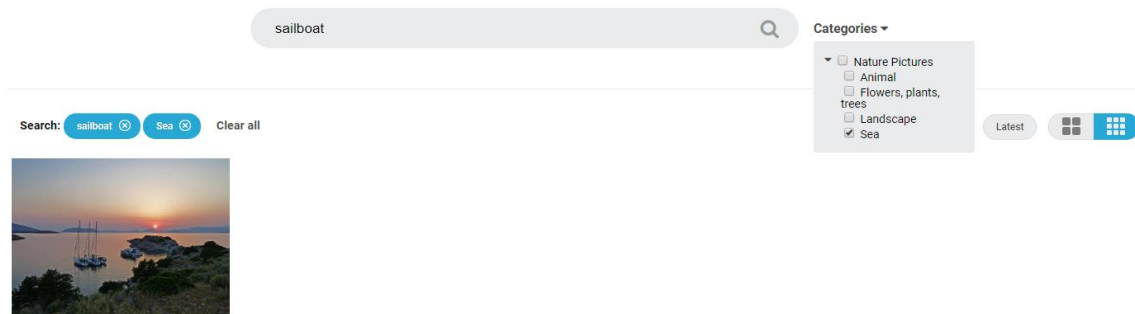 sailboat
Categories
Nature Pictures
Animal
Flowers, plants,
trees
Landscape
Sea
Search: sailboat Sea Clear all
Latest